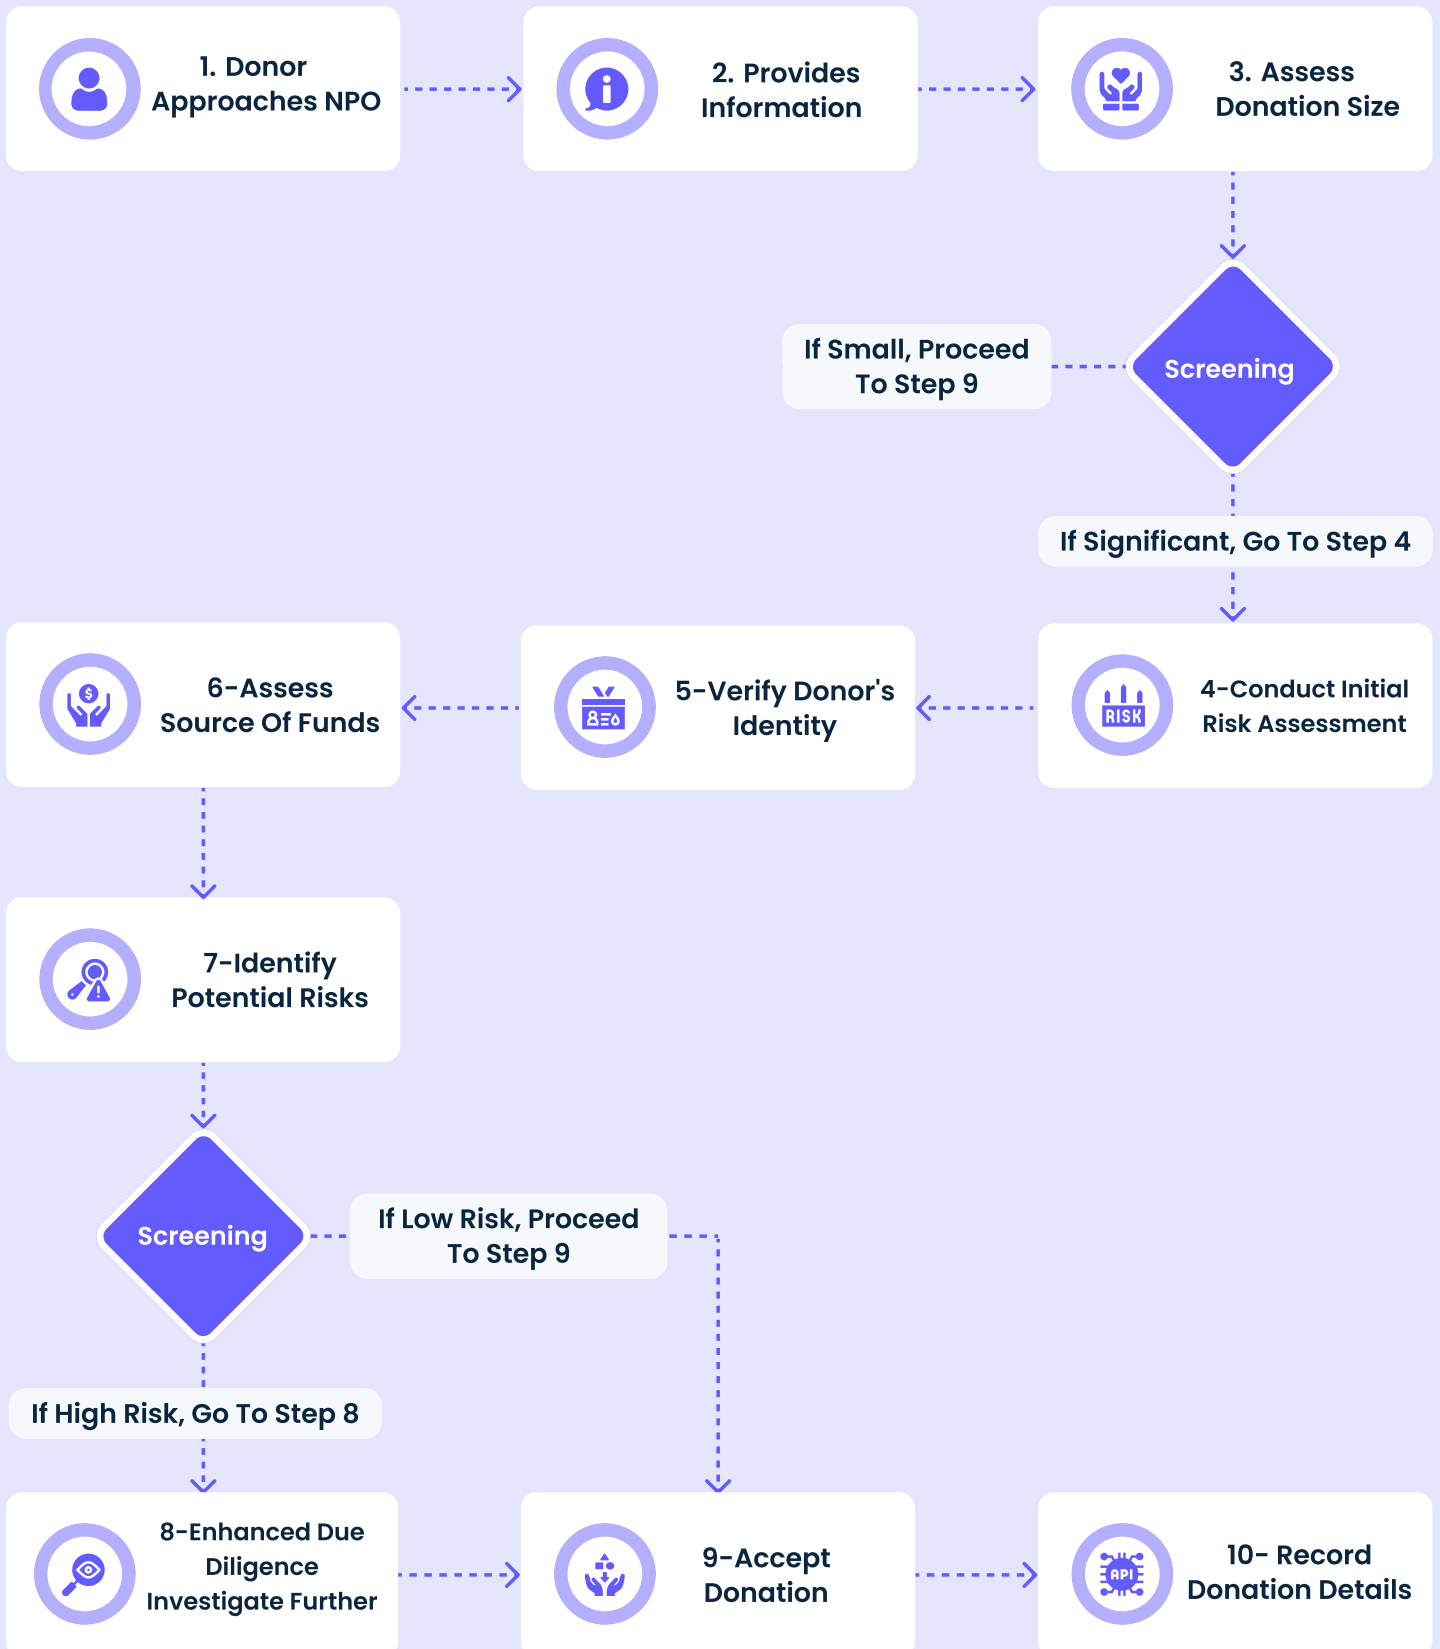 1. Donor
Approaches NPO
2. Provides
Information
3. Assess
Donation Size
Screening
If Small, Proceed
To Step 9
If Significant, Go To Step 4
4-Conduct Initial
Risk Assessment
RISK
5-Verify Donor's
Identity
6-Assess
Source Of Funds
$
7-Identify
Potential Risks
Screening
If Low Risk, Proceed
To Step 9
If High Risk, Go To Step 8
8-Enhanced Due
Diligence
Investigate Further
9-Accept
Donation
10- Record
Donation Details
API